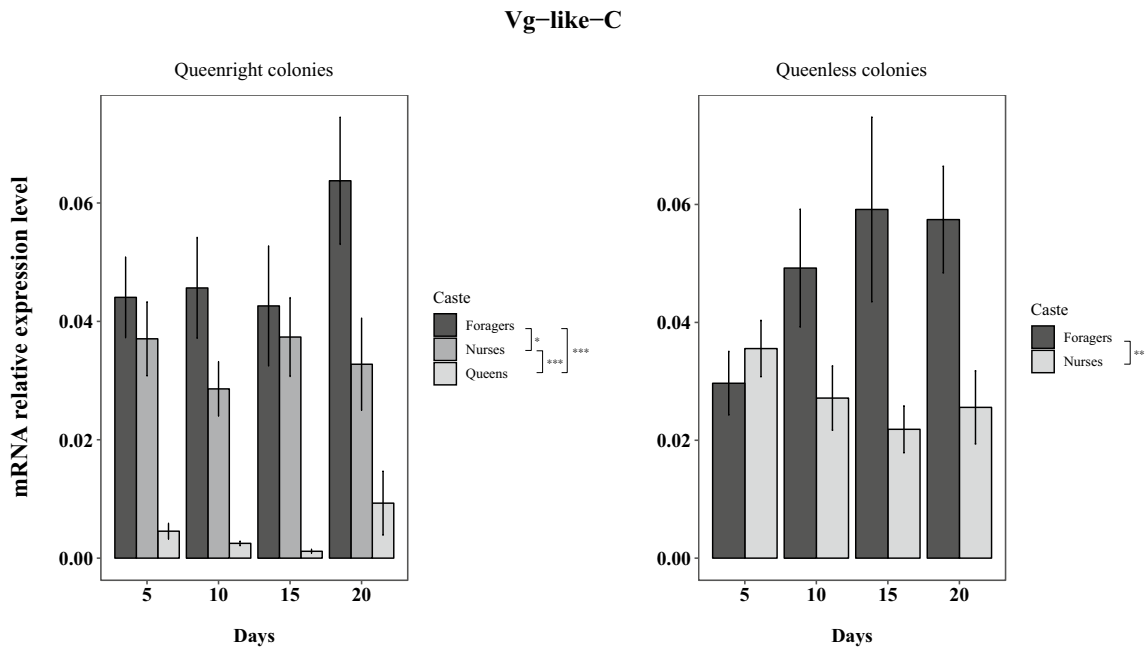 Vg−like−C
Queenright colonies
mRNA relative expression level
0.06
0.04
0.02
0.00
5 10 15 20
Days
Caste
Foragers
Nurses
Queens
*
***
***
Queenless colonies
0.06
0.04
0.02
0.00
5 10 15 20
Days
Caste
Foragers
Nurses
**